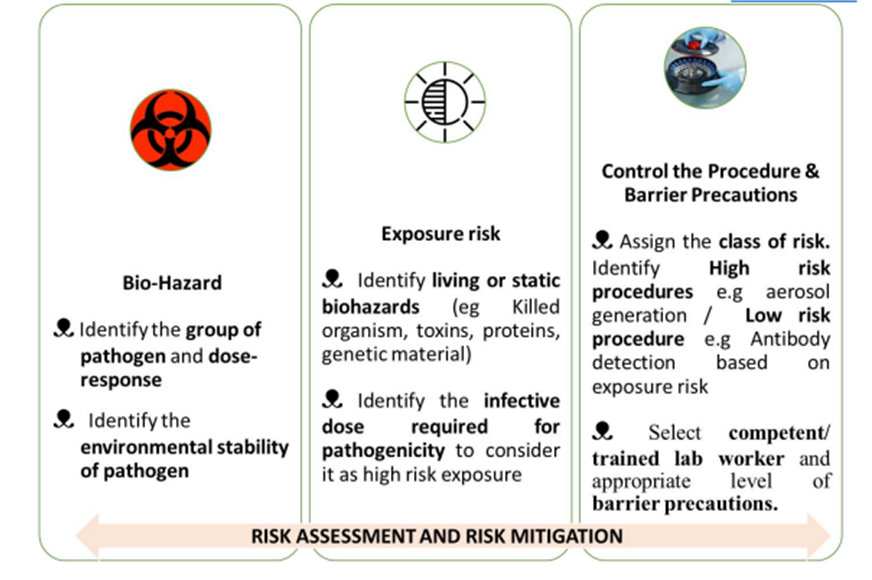 Bio-Hazard
Identify the group of
pathogen and dose-
response
Identify the
environmental stability
of pathogen
Exposure risk
Identify living or static
biohazards (eg Killed
organism, toxins, proteins,
genetic material)
Identify the infective
dose required for
pathogenicity to consider
it as high risk exposure
Control the Procedure &
Barrier Precautions
Assign the class of risk.
Identify High risk
procedures e.g aerosol
generation / Low risk
procedure e.g Antibody
detection based on
exposure risk
Select competent/
trained lab worker and
appropriate level of
barrier precautions.
RISK ASSESSMENT AND RISK MITIGATION